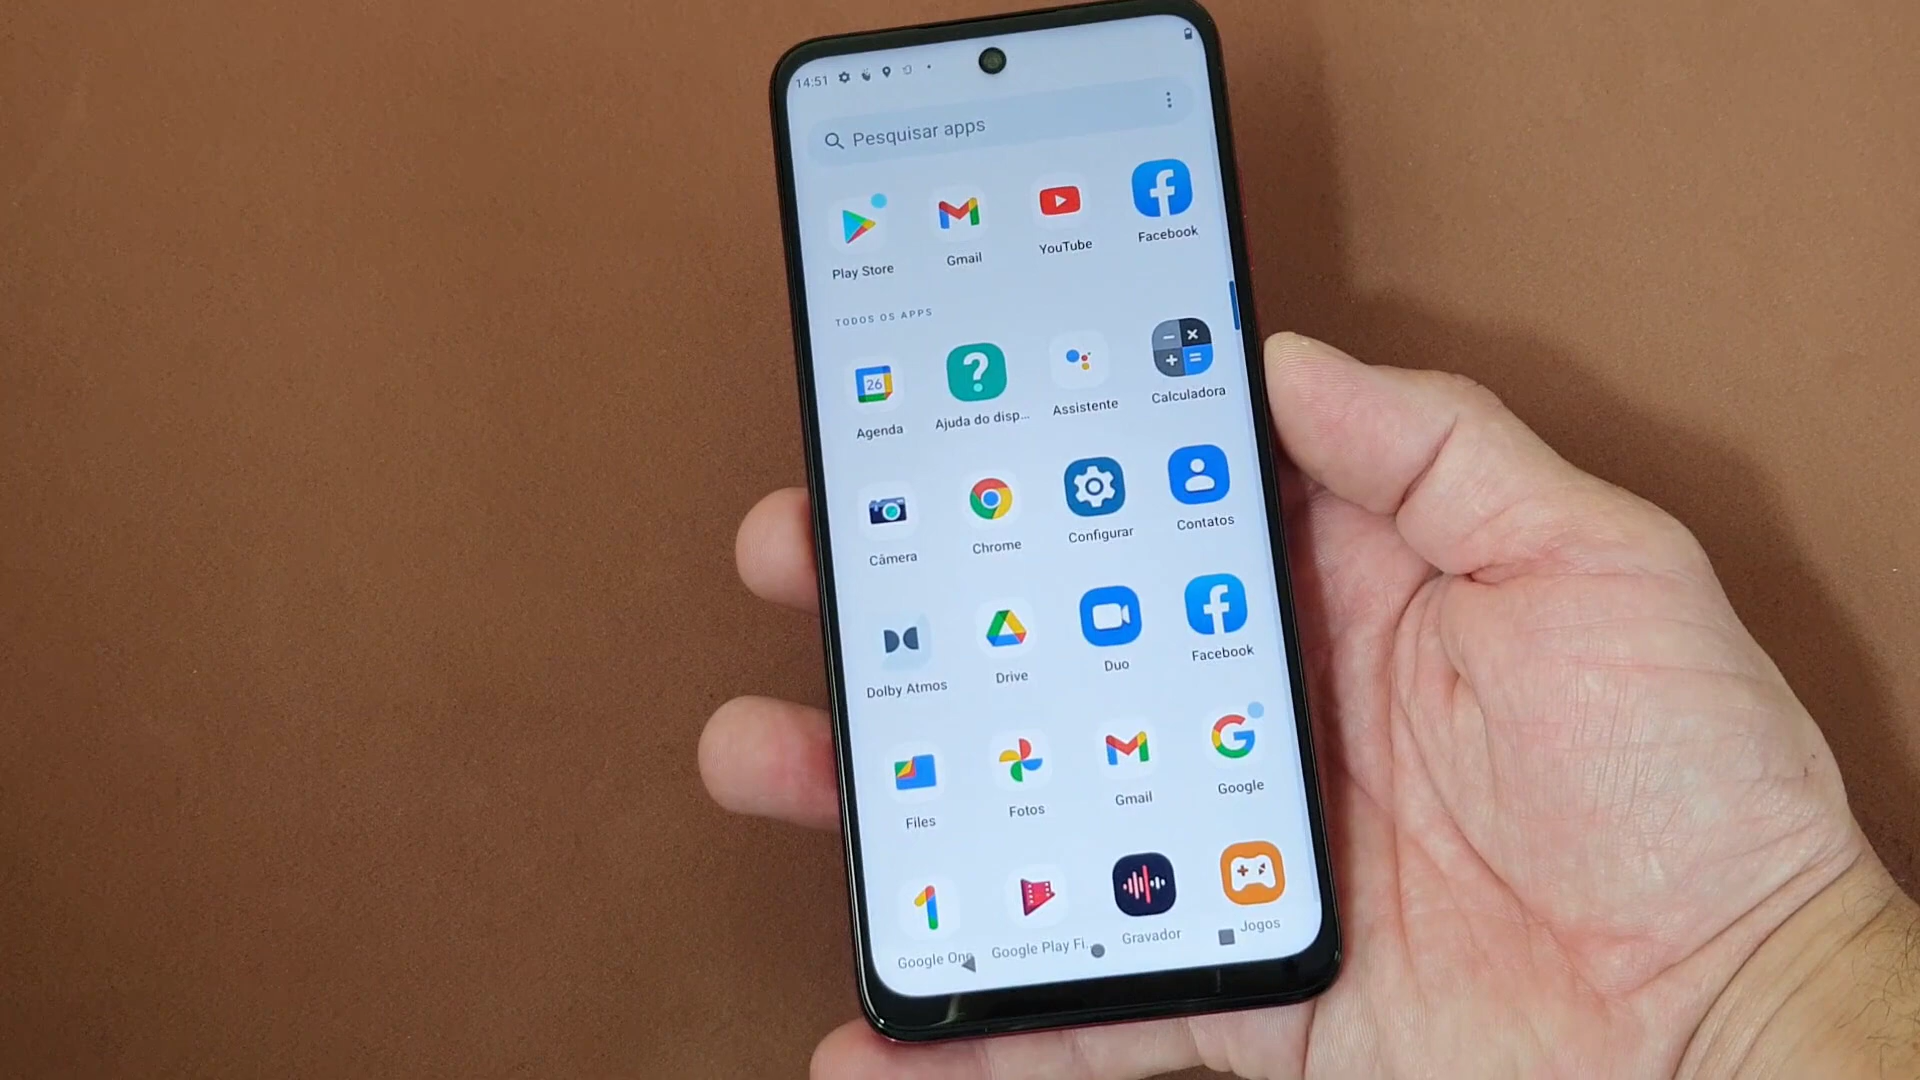 14:51
Pesquisar apps
Play Store
Gmail
YouTube
Facebook
TODOS OS APPS
26
Agenda
Ajuda do disp...
Assistente
Calculadora
Câmera
Chrome
Configurar
Contatos
Dolby Atmos
Drive
Duo
Facebook
Files
Fotos
Gmail
Google
Google One
Google Play Fi...
Gravador
Jogos